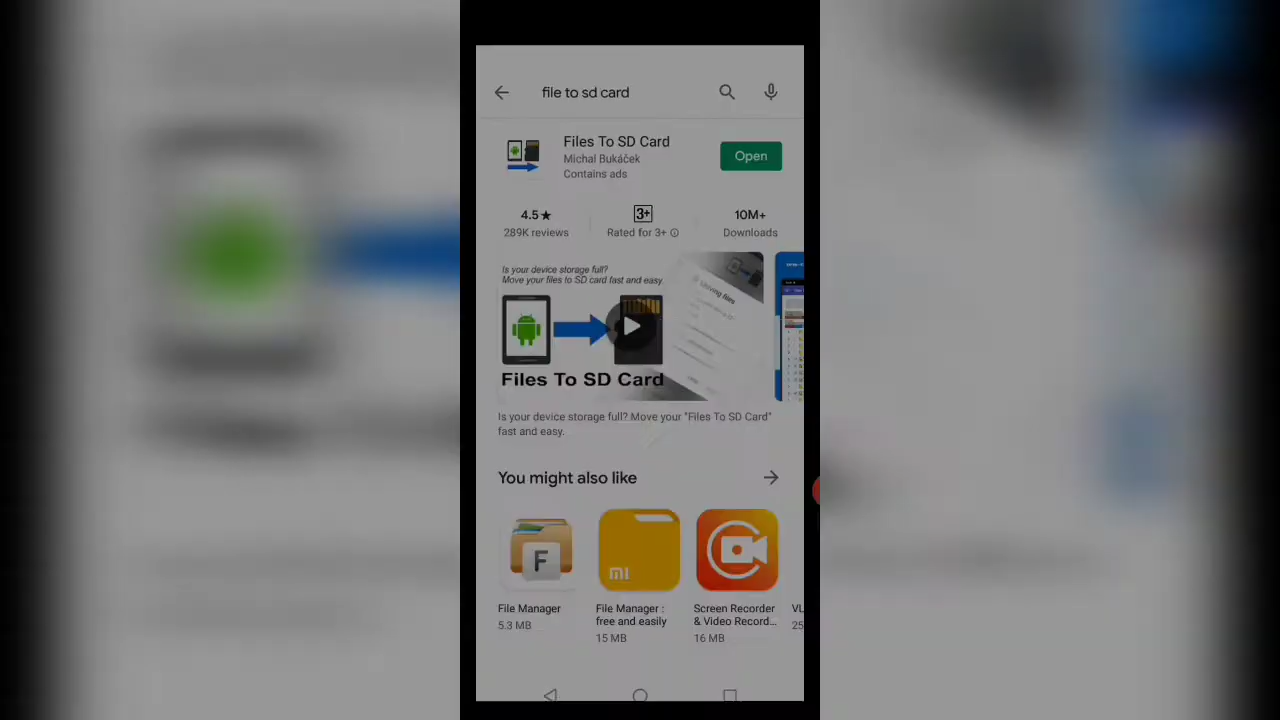 file to sd card
Files To SD Card
Michal Bukáček
Contains ads
Open
4.5★
289K reviews
3+
Rated for 3+
10M+
Downloads
Is your device storage full?
Move your files to SD card fast and easy
Moving files
Files To SD Card
Is your device storage full? Move your "Files To SD Card"
fast and easy.
You might also like
F
mi
File Manager
5.3 MB
File Manager :
free and easily
15 MB
Screen Recorder
& Video Record...
16 MB
VL
25